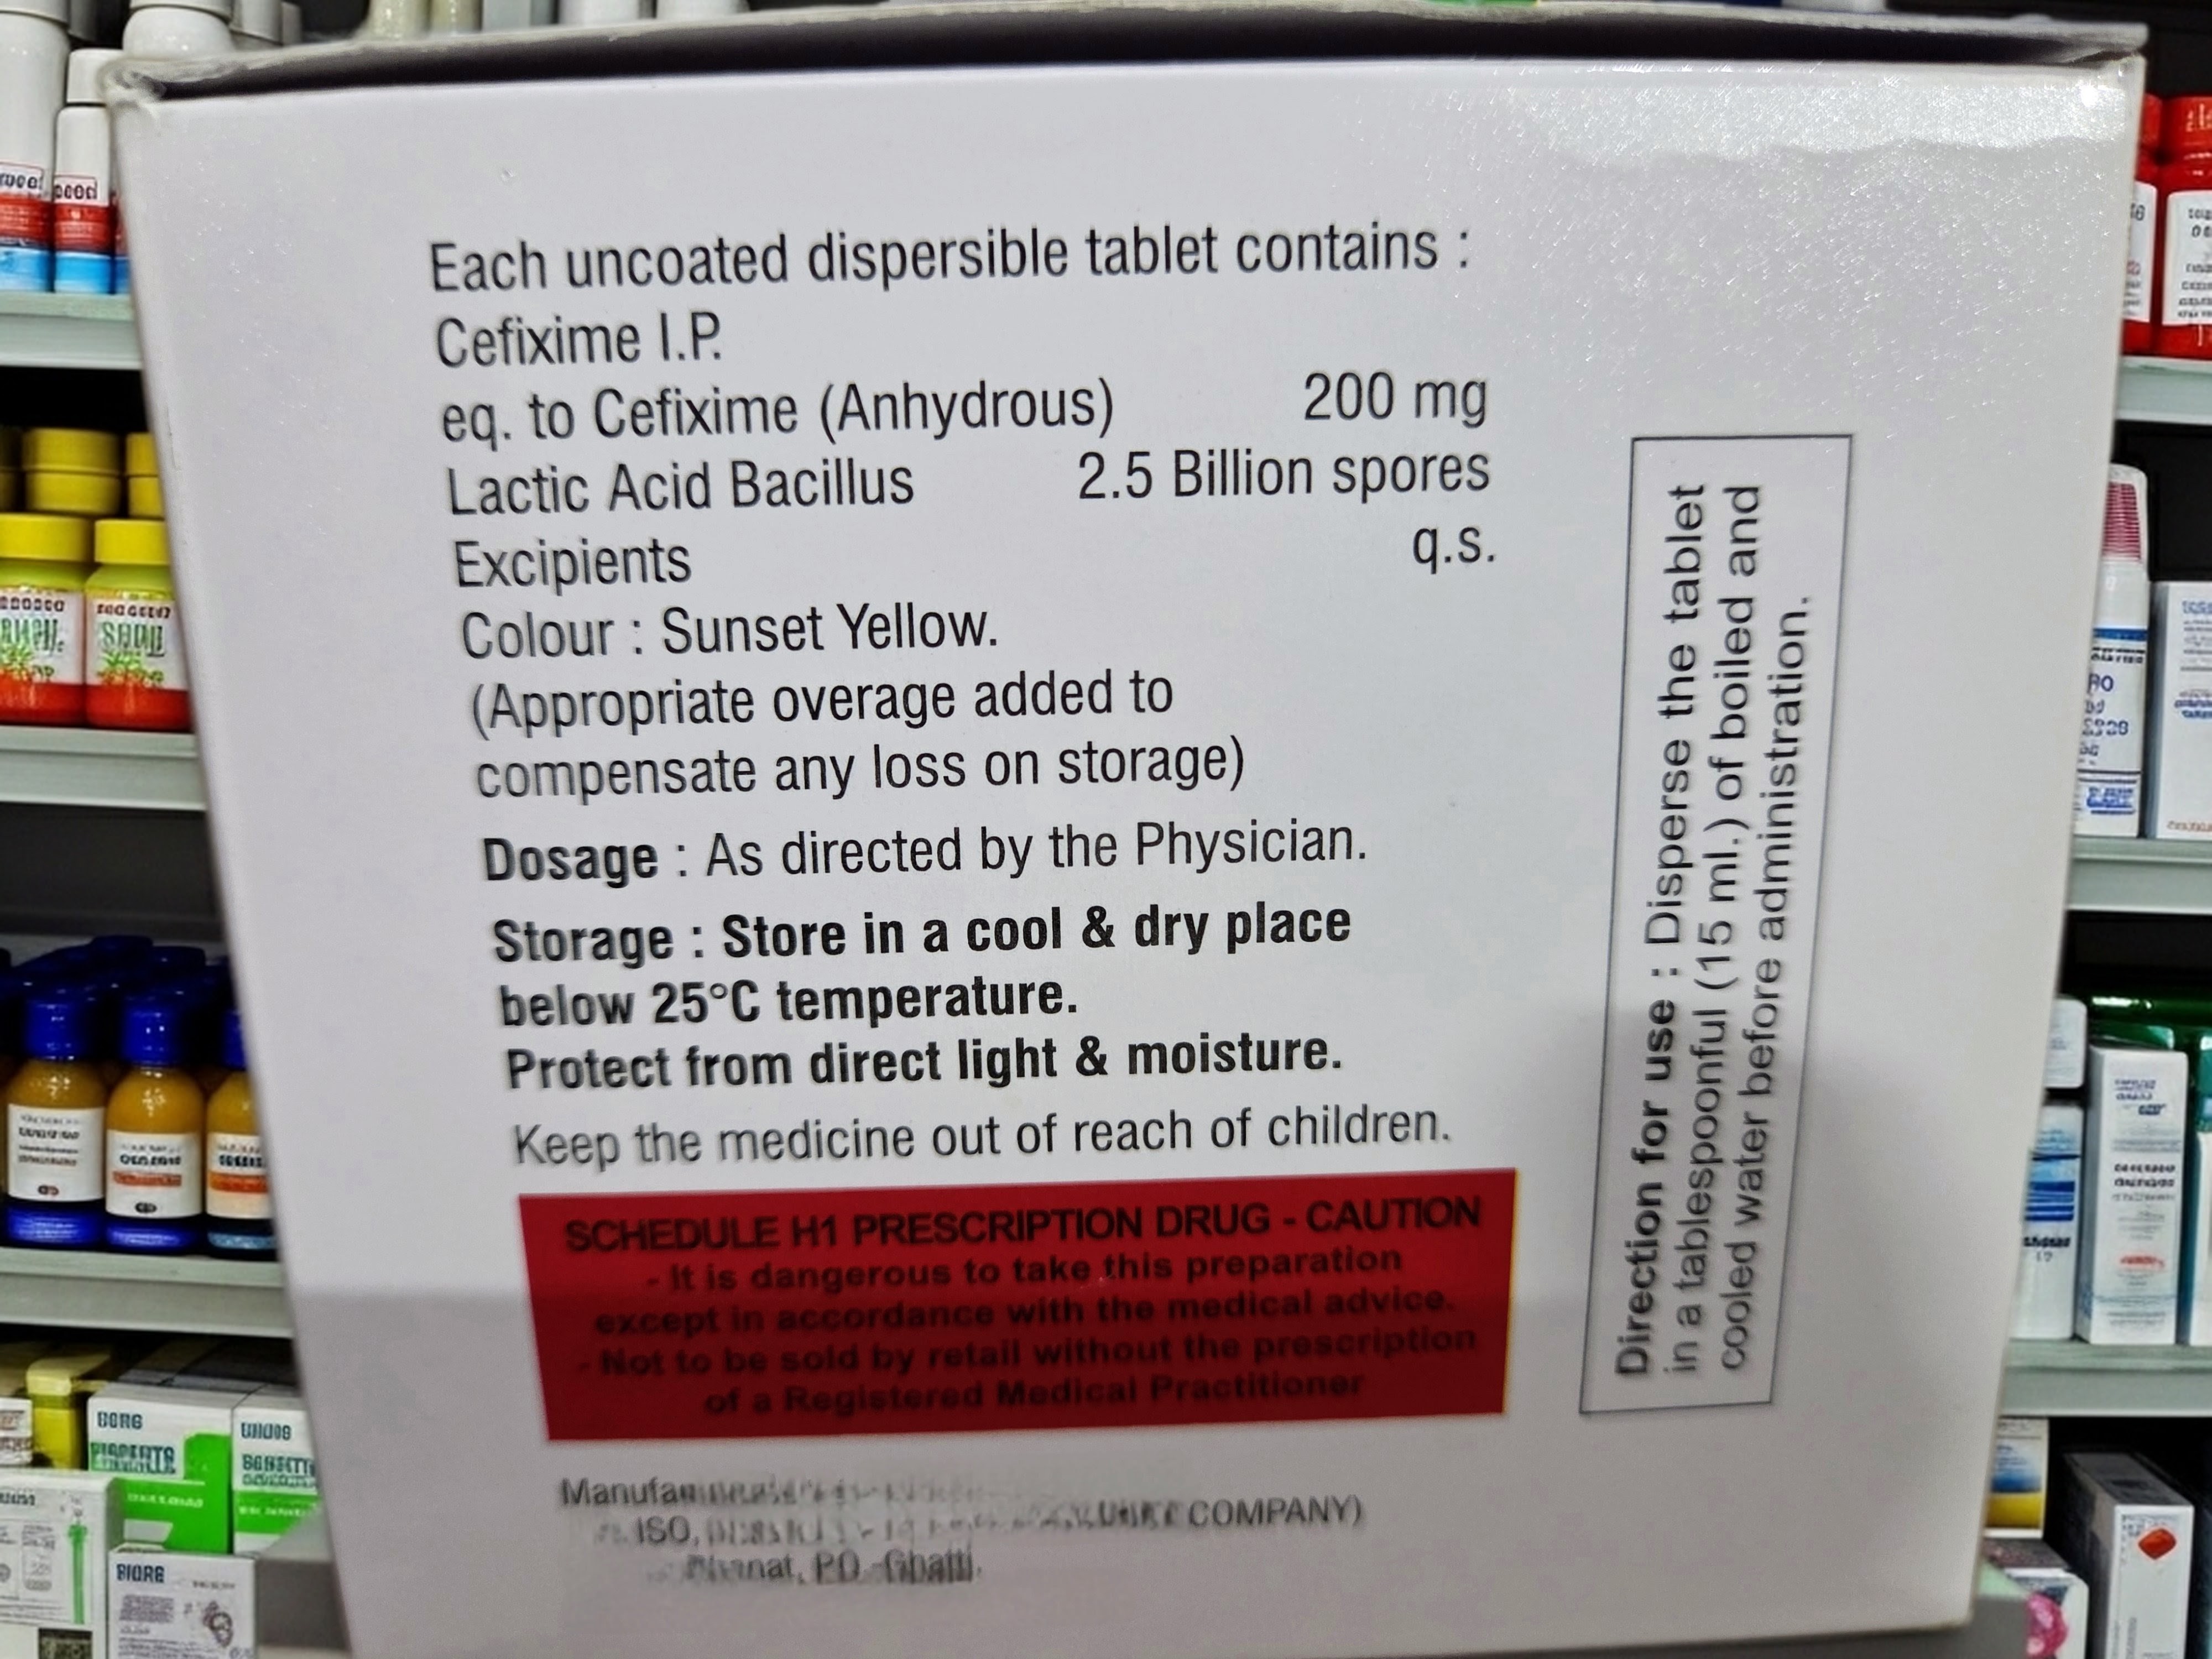 Each uncoated dispersible tablet contains :
Cefixime I.P.
eq. to Cefixime (Anhydrous) 200 mg
Lactic Acid Bacillus 2.5 Billion spores
Excipients q.s.
Colour : Sunset Yellow.
(Appropriate overage added to
compensate any loss on storage)
Dosage : As directed by the Physician.
Storage : Store in a cool & dry place
below 25°C temperature.
Protect from direct light & moisture.
Keep the medicine out of reach of children.
SCHEDULE H1 PRESCRIPTION DRUG - CAUTION
- It is dangerous to take this preparation
except in accordance with the medical advice.
- Not to be sold by retail without the prescription
of a Registered Medical Practitioner
ISO, COMPANY)
Direction for use : Disperse the tablet
in a tablespoonful (15 ml.) of boiled and
cooled water before administration.